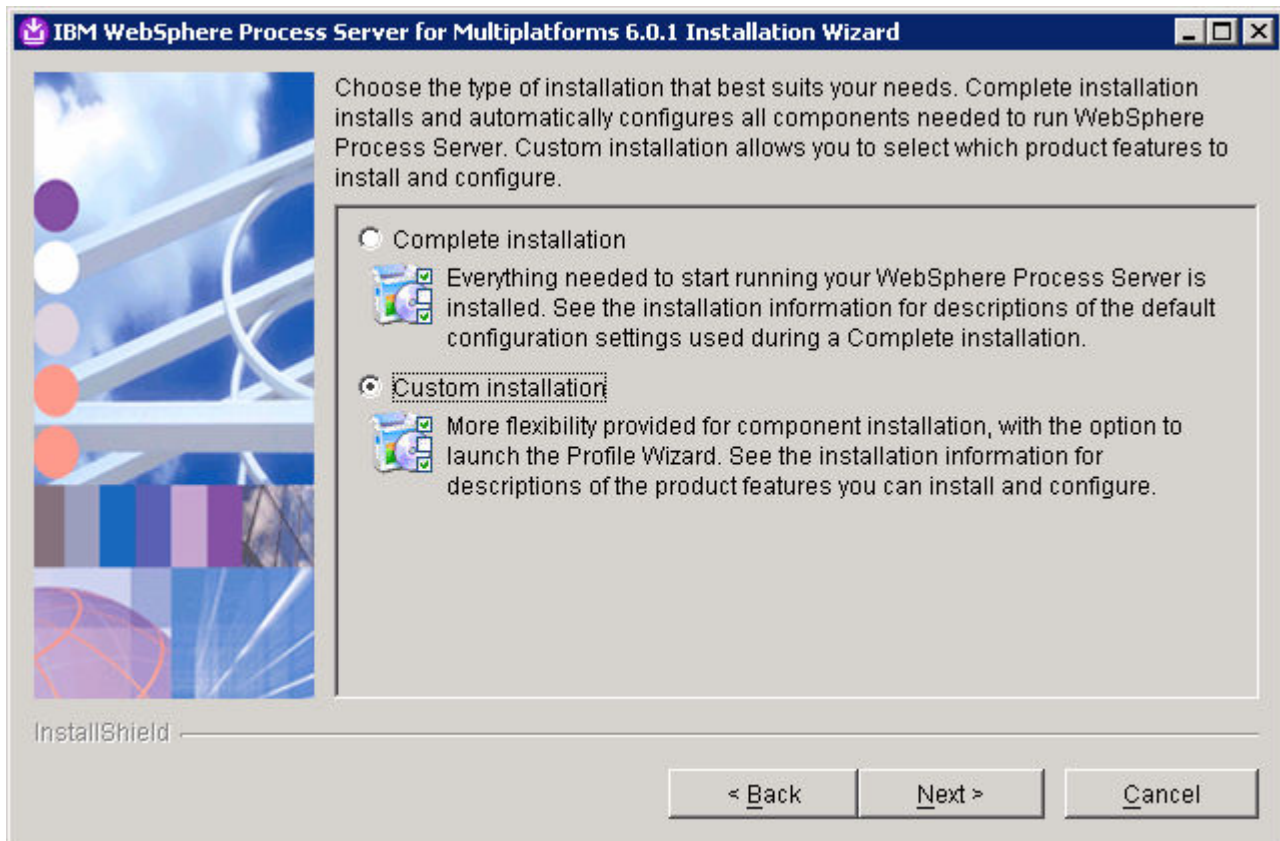 IBM WebSphere Process Server for Multiplatforms 6.0.1 Installation Wizard
Choose the type of installation that best suits your needs. Complete installation
installs and automatically configures all components needed to run WebSphere
Process Server. Custom installation allows you to select which product features to
install and configure.
Complete installation
Everything needed to start running your WebSphere Process Server is
installed. See the installation information for descriptions of the default
configuration settings used during a Complete installation.
Custom installation
More flexibility provided for component installation, with the option to
launch the Profile Wizard. See the installation information for
descriptions of the product features you can install and configure.
InstallShield
< Back Next > Cancel